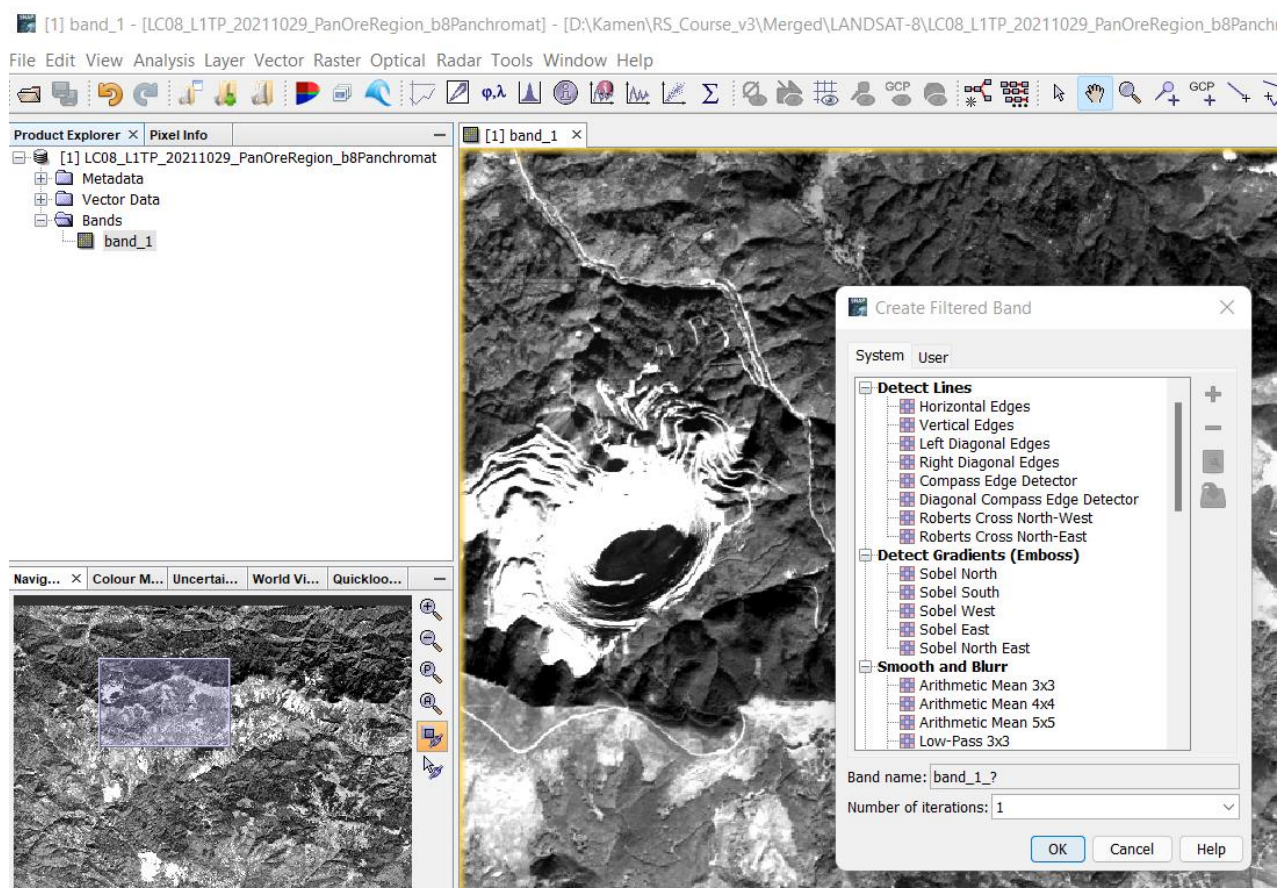 [1] band_1 - [LC08_L1TP_20211029_PanOreRegion_b8Panchromat] - [D:\Kamen\RS_Course_v3\Merged\LANDSAT-8\LC08_L1TP_20211029_PanOreRegion_b8Panchr
File Edit View Analysis Layer Vector Raster Optical Radar Tools Window Help
φ,λ Σ GCP GCP
Product Explorer × Pixel Info
[1] band_1 ×
[1] LC08_L1TP_20211029_PanOreRegion_b8Panchromat
Metadata
Vector Data
Bands
band_1
Create Filtered Band
System User
Detect Lines
Horizontal Edges
Vertical Edges
Left Diagonal Edges
Right Diagonal Edges
Compass Edge Detector
Diagonal Compass Edge Detector
Roberts Cross North-West
Roberts Cross North-East
Detect Gradients (Emboss)
Sobel North
Sobel South
Sobel West
Sobel East
Sobel North East
Smooth and Blurr
Arithmetic Mean 3x3
Arithmetic Mean 4x4
Arithmetic Mean 5x5
Low-Pass 3x3
Band name: band_1_?
Number of iterations: 1
OK Cancel Help
Navig... × Colour M... Uncertai... World Vi... Quickloo...